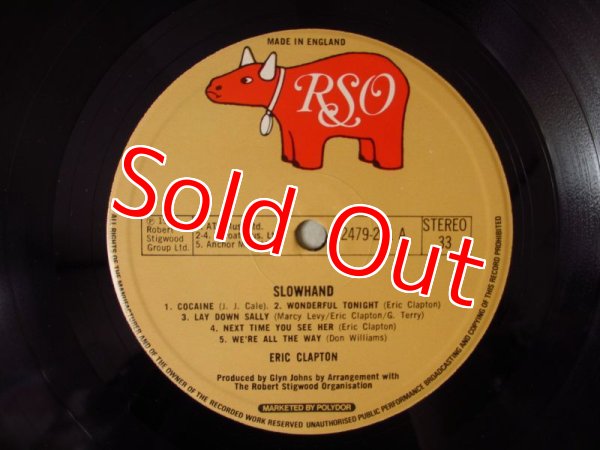 MADE IN ENGLAND
RSO
Sold Out
Robert
Stigwood
Group Ltd.
5. Anchor
2479-2
A
STEREO
33
SLOWHAND
1. COCAINE (J. J. Cale). 2. WONDERFUL TONIGHT (Eric Clapton)
3. LAY DOWN SALLY (Marcy Levy/Eric Clapton/G. Terry)
4. NEXT TIME YOU SEE HER (Eric Clapton)
5. WE'RE ALL THE WAY (Don Williams)
ERIC CLAPTON
Produced by Glyn Johns by Arrangement with
The Robert Stigwood Organisation
MARKETED BY POLYDOR
ALL RIGHTS OF THE MANUFACTURER AND OF THE OWNER OF THE RECORDED WORK RESERVED UNAUTHORISED PUBLIC PERFORMANCE BROADCASTING AND COPYING OF THIS RECORD PROHIBITED